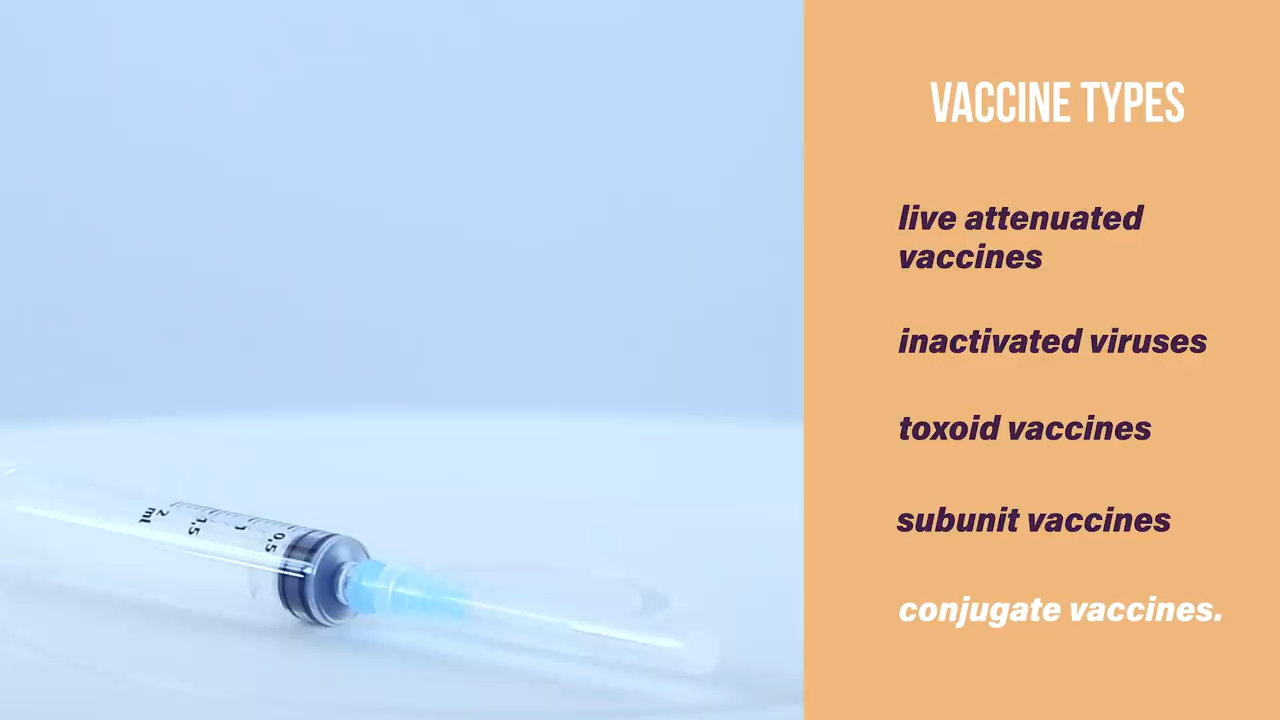 VACCINE TYPES
live attenuated
vaccines
inactivated viruses
toxoid vaccines
subunit vaccines
conjugate vaccines.
ml
2
1,5
1
0,5